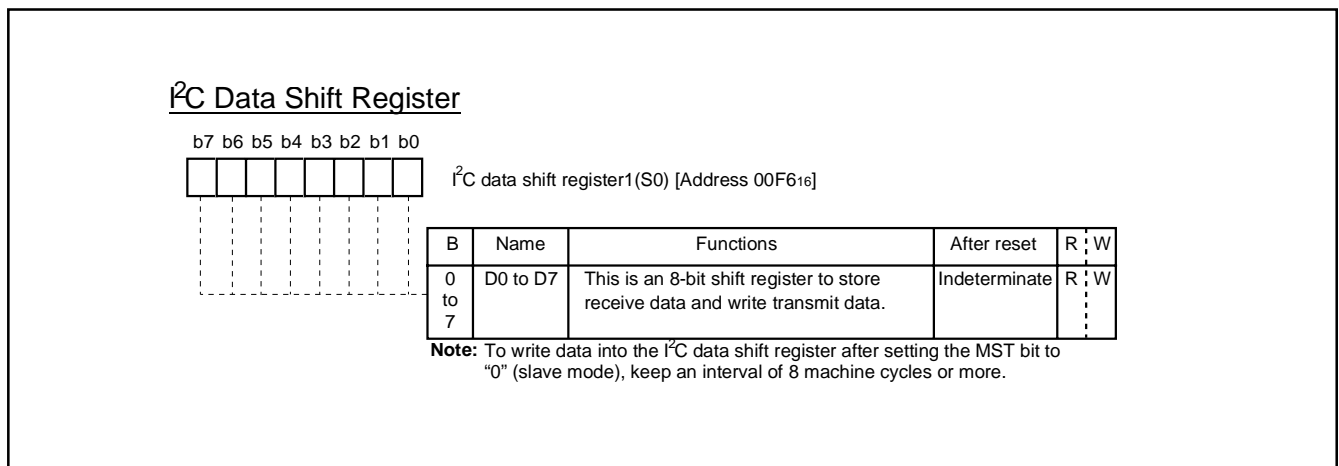 I²C Data Shift Register
b7 b6 b5 b4 b3 b2 b1 b0
I²C data shift register1(S0) [Address 00F6₁₆]
B Name Functions After reset R W
0 to 7 D0 to D7 This is an 8-bit shift register to store receive data and write transmit data. Indeterminate R W
Note: To write data into the I²C data shift register after setting the MST bit to
“0” (slave mode), keep an interval of 8 machine cycles or more.